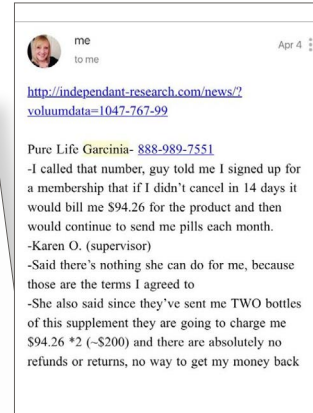 me
Apr 4
to me
http://independant-research.com/news/?
voluumdata=1047-767-99
Pure Life Garcinia- 888-989-7551
-I called that number, guy told me I signed up for
a membership that if I didn't cancel in 14 days it
would bill me $94.26 for the product and then
would continue to send me pills each month.
-Karen O. (supervisor)
-Said there's nothing she can do for me, because
those are the terms I agreed to
-She also said since they've sent me TWO bottles
of this supplement they are going to charge me
$94.26 *2 (~$200) and there are absolutely no
refunds or returns, no way to get my money back